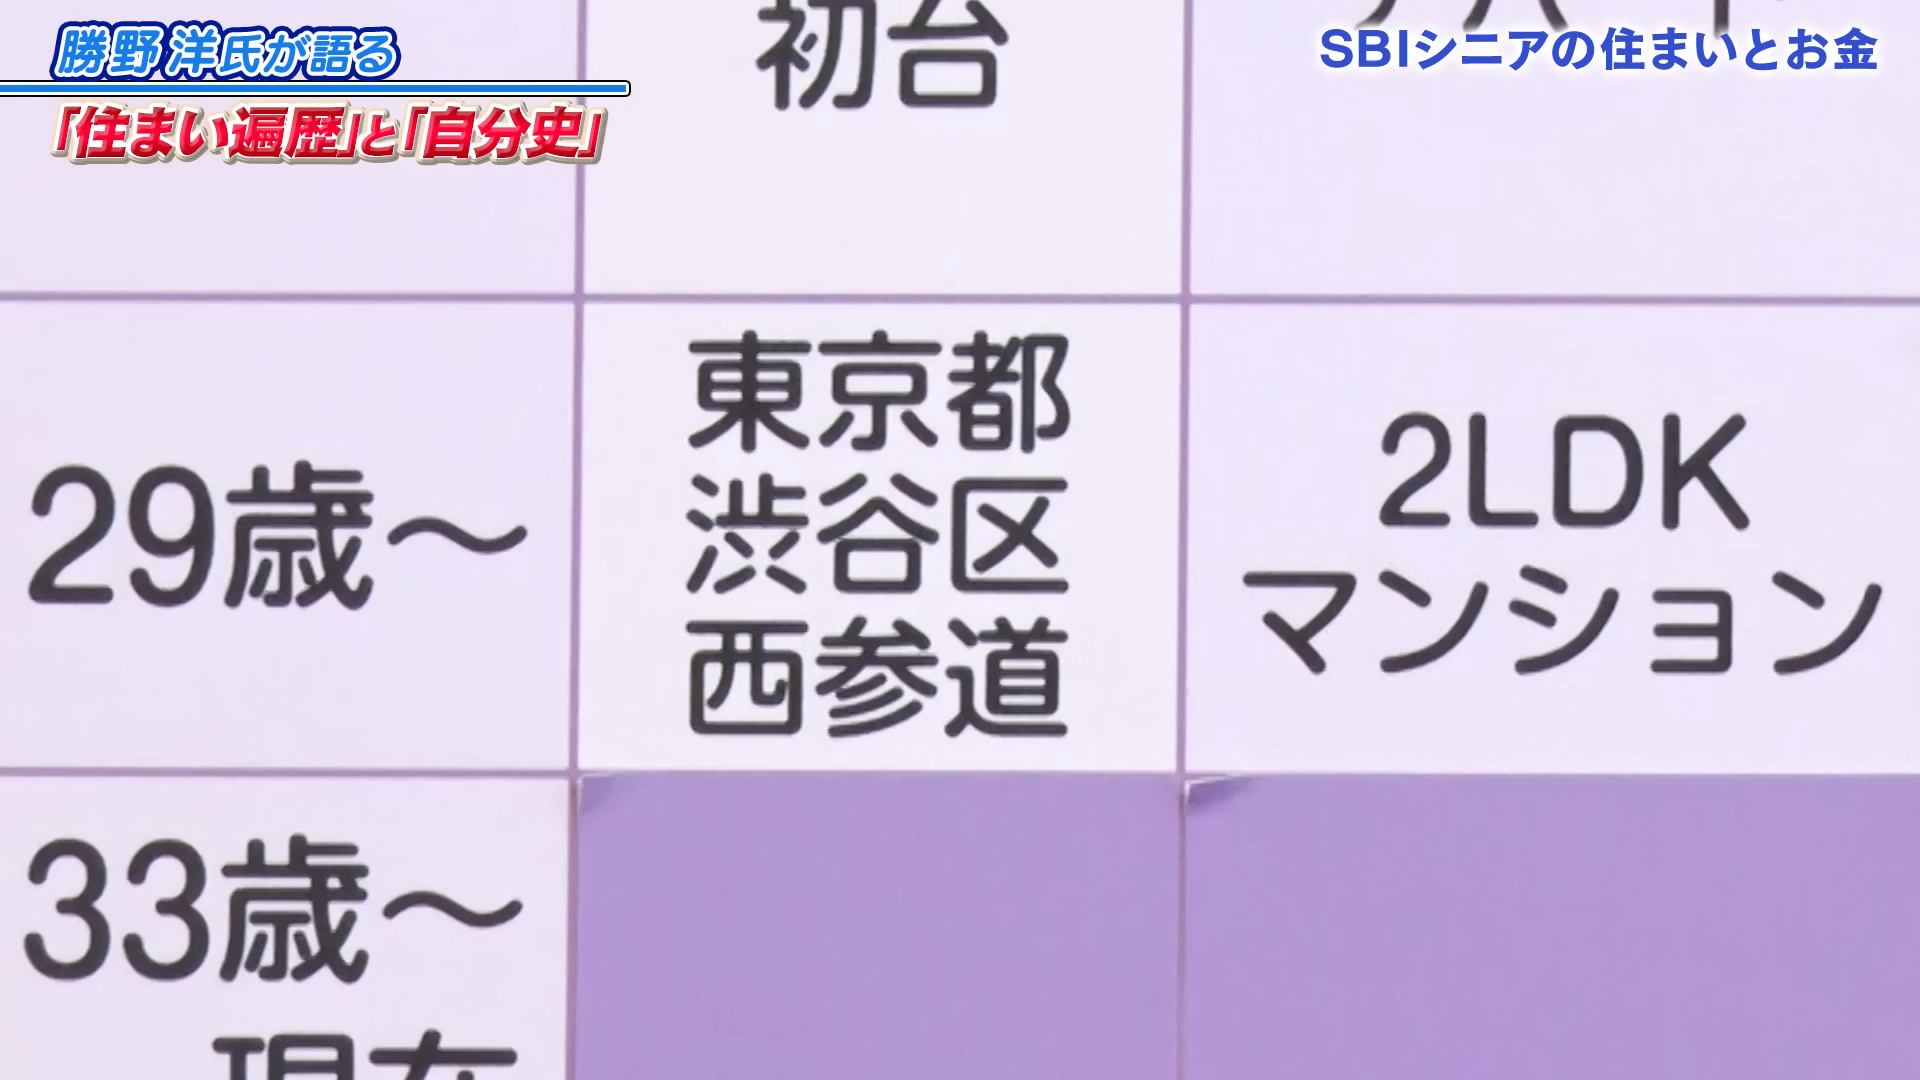 勝野洋氏が語る
「住まい遍歴」と「自分史」
SBIシニアの住まいとお金
初台
29歳～
東京都
渋谷区
西参道
2LDK
マンション
33歳～
現在